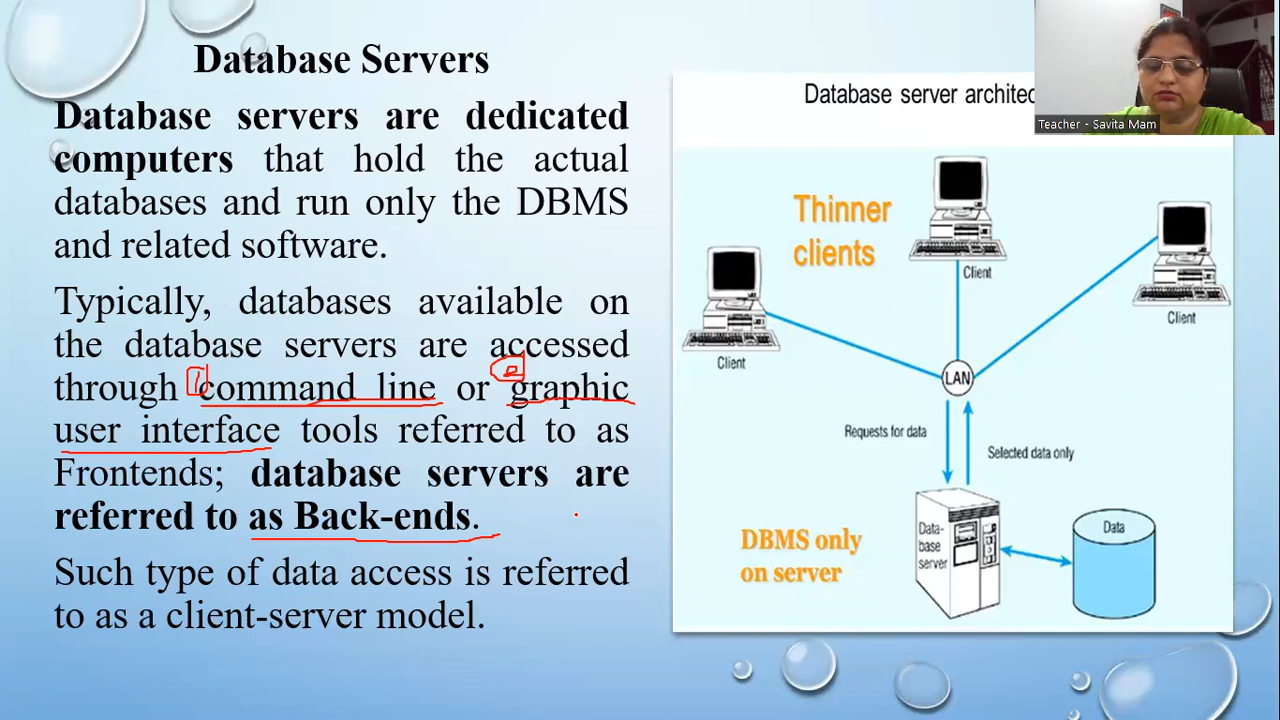 Database Servers
Database servers are dedicated
computers that hold the actual
databases and run only the DBMS
and related software.
Typically, databases available on
the database servers are accessed
through command line or graphic
user interface tools referred to as
Frontends; database servers are
referred to as Back-ends.
Such type of data access is referred
to as a client-server model.
Database server architec
Teacher - Savita Mam
Thinner
clients
Client
Client
Client
LAN
Requests for data
Selected data only
DBMS only
on server
Data-
base
server
Data